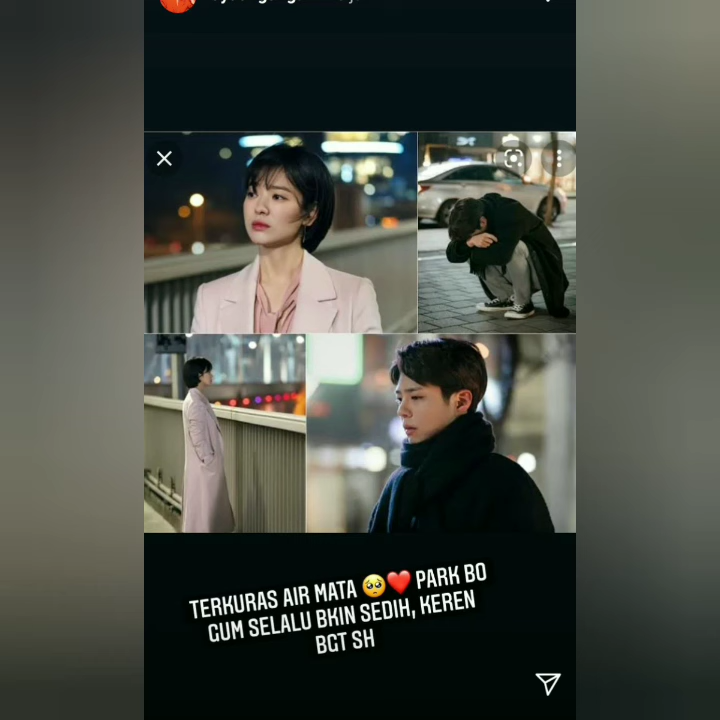 TERKURAS AIR MATA 🥺❤️ PARK BO
GUM SELALU BKIN SEDIH, KEREN
BGT SH